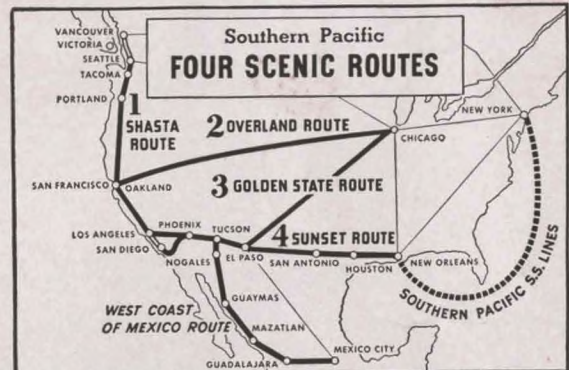 Southern Pacific
FOUR SCENIC ROUTES
VANCOUVER
VICTORIA
SEATTLE
TACOMA
PORTLAND
NEW YORK
1
SHASTA
ROUTE
2 OVERLAND ROUTE
CHICAGO
SAN FRANCISCO
OAKLAND
3 GOLDEN STATE ROUTE
LOS ANGELES
PHOENIX
TUCSON
4 SUNSET ROUTE
SAN DIEGO
NOGALES
EL PASO
SAN ANTONIO
HOUSTON
NEW ORLEANS
SOUTHERN PACIFIC S.S. LINES
WEST COAST
OF MEXICO ROUTE
GUAYMAS
MAZATLAN
GUADALAJARA
MEXICO CITY